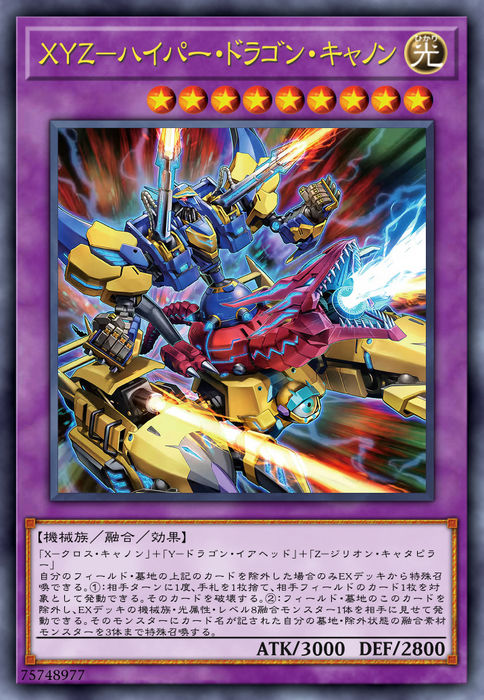 XYZ－ハイパー・ドラゴン・キャノン
ひかり
光
【機械族／融合／効果】
「X－クロス・キャノン」＋「Y－ドラゴン・イアヘッド」＋「Z－ジリオン・キャタピラ
ー」
自分のフィールド・墓地の上記のカードを除外した場合のみEXデッキから特殊召
喚できる。①：相手ターンに1度、手札を1枚捨て、相手フィールドのカード1枚を対
象として発動できる。そのカードを破壊する。②：フィールド・墓地のこのカードを
除外し、EXデッキの機械族・光属性・レベル8融合モンスター1体を相手に見せて発
動できる。そのモンスターにカード名が記された自分の墓地・除外状態の融合素材
モンスターを3体まで特殊召喚する。
ATK/3000 DEF/2800
75748977